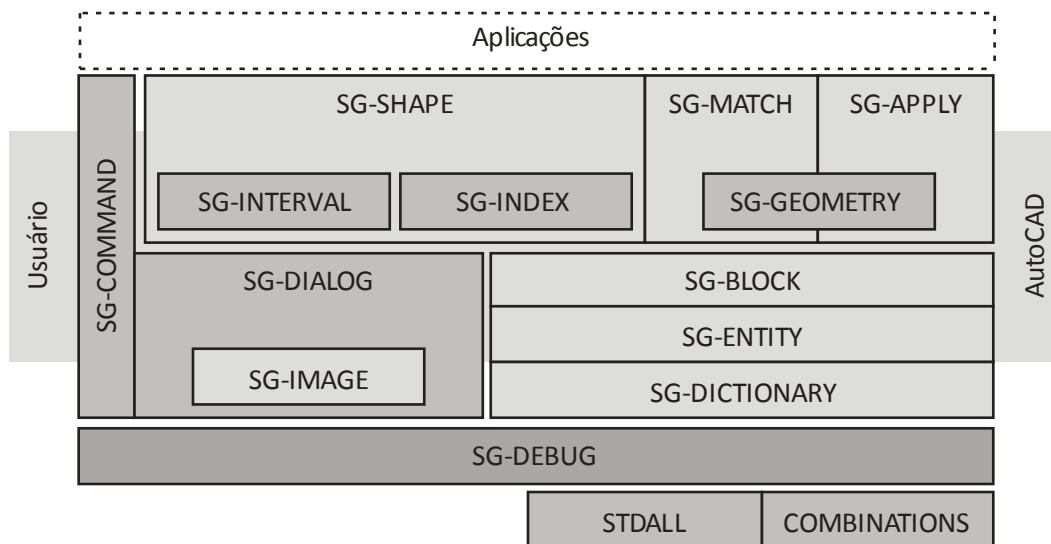 Aplicações
SG-SHAPE
SG-MATCH
SG-APPLY
SG-INTERVAL
SG-INDEX
SG-GEOMETRY
Usuário
SG-COMMAND
AutoCAD
SG-DIALOG
SG-BLOCK
SG-ENTITY
SG-IMAGE
SG-DICTIONARY
SG-DEBUG
STDALL
COMBINATIONS